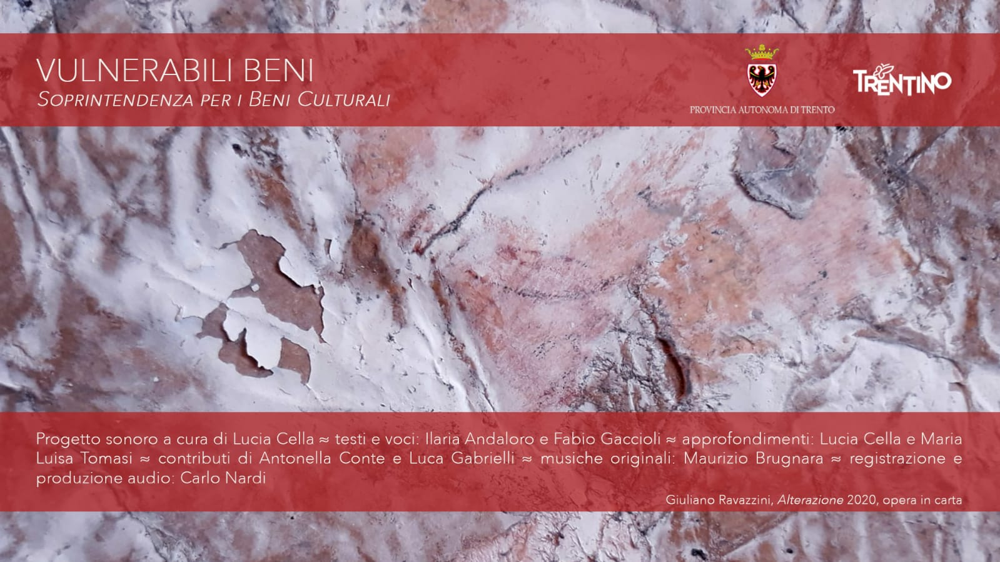 VULNERABILI BENI
SOPRINTENDENZA PER I BENI CULTURALI
PROVINCIA AUTONOMA DI TRENTO
TRENTINO
Progetto sonoro a cura di Lucia Cella ≈ testi e voci: Ilaria Andaloro e Fabio Gaccioli ≈ approfondimenti: Lucia Cella e Maria
Luisa Tomasi ≈ contributi di Antonella Conte e Luca Gabrielli ≈ musiche originali: Maurizio Brugnara ≈ registrazione e
produzione audio: Carlo Nardi
Giuliano Ravazzini, Alterazione 2020, opera in carta